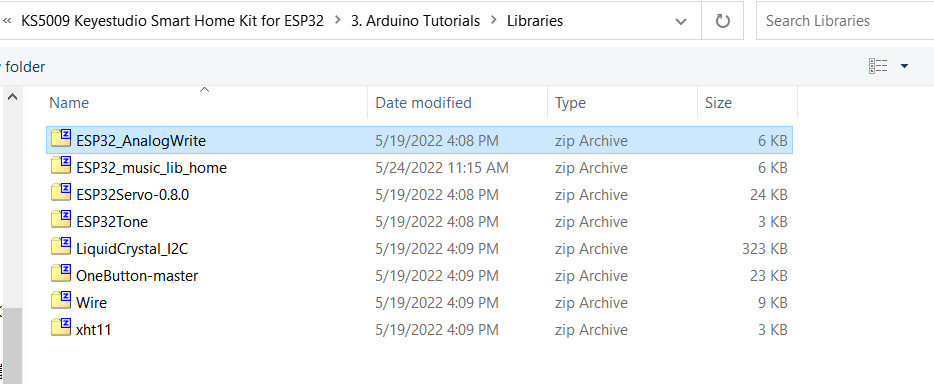 « KS5009 Keyestudio Smart Home Kit for ESP32 > 3. Arduino Tutorials > Libraries
Search Libraries
folder
Name Date modified Type Size
ESP32_AnalogWrite 5/19/2022 4:08 PM zip Archive 6 KB
ESP32_music_lib_home 5/24/2022 11:15 AM zip Archive 6 KB
ESP32Servo-0.8.0 5/19/2022 4:08 PM zip Archive 24 KB
ESP32Tone 5/19/2022 4:08 PM zip Archive 3 KB
LiquidCrystal_I2C 5/19/2022 4:09 PM zip Archive 323 KB
OneButton-master 5/19/2022 4:09 PM zip Archive 23 KB
Wire 5/19/2022 4:09 PM zip Archive 9 KB
xht11 5/19/2022 4:09 PM zip Archive 3 KB